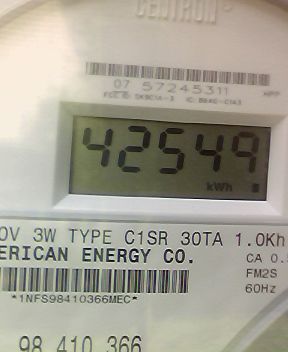 CENTRON
07 57245311
42549
kWh
0V 3W TYPE C1SR 30TA 1.0Kh
ERICAN ENERGY CO.
CA 0.5
FM2S
60Hz
*1NFS98410366MEC*
98 410 366